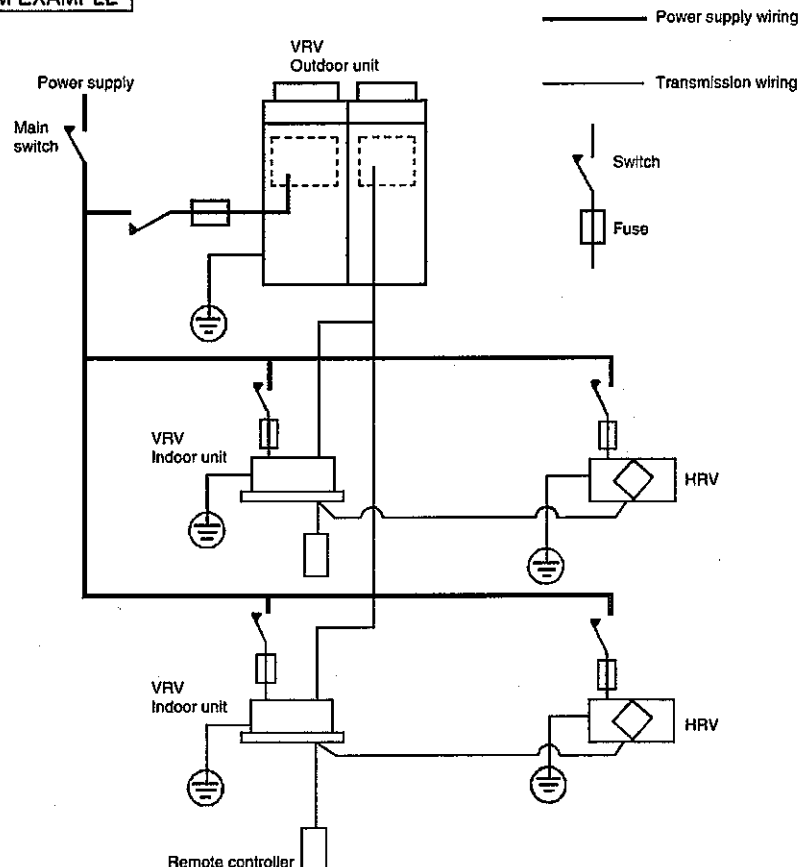 EXAMPLE
Power supply wiring
Transmission wiring
Switch
Fuse
VRV
Outdoor unit
Power supply
Main
switch
VRV
Indoor unit
HRV
VRV
Indoor unit
HRV
Remote controller